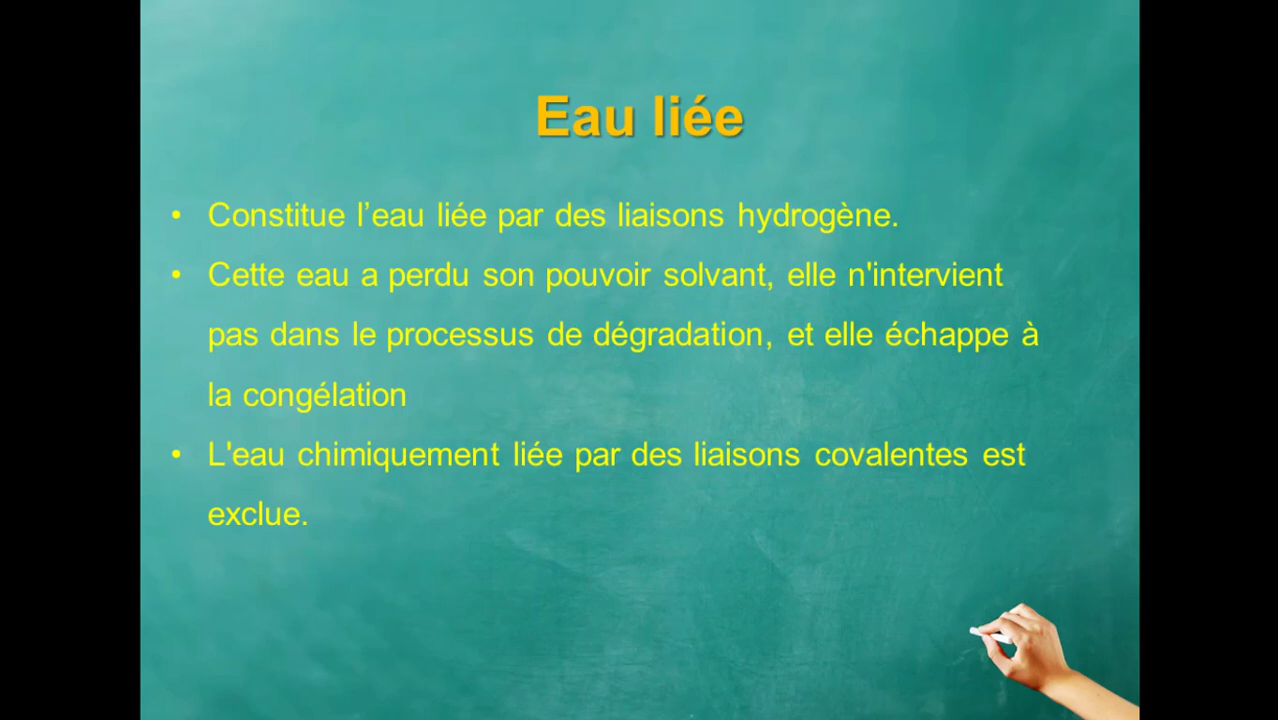 Eau liée
• Constitue l’eau liée par des liaisons hydrogène.
• Cette eau a perdu son pouvoir solvant, elle n'intervient
pas dans le processus de dégradation, et elle échappe à
la congélation
• L'eau chimiquement liée par des liaisons covalentes est
exclue.